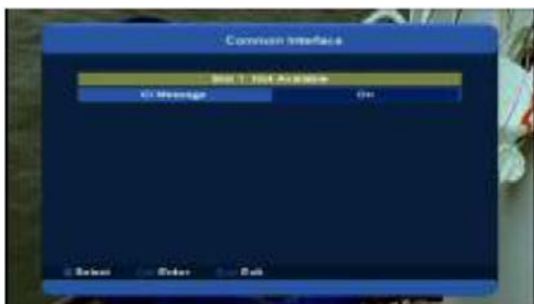 Common Interface
Slot 1: Not Available
CI Message On
Select Enter Exit